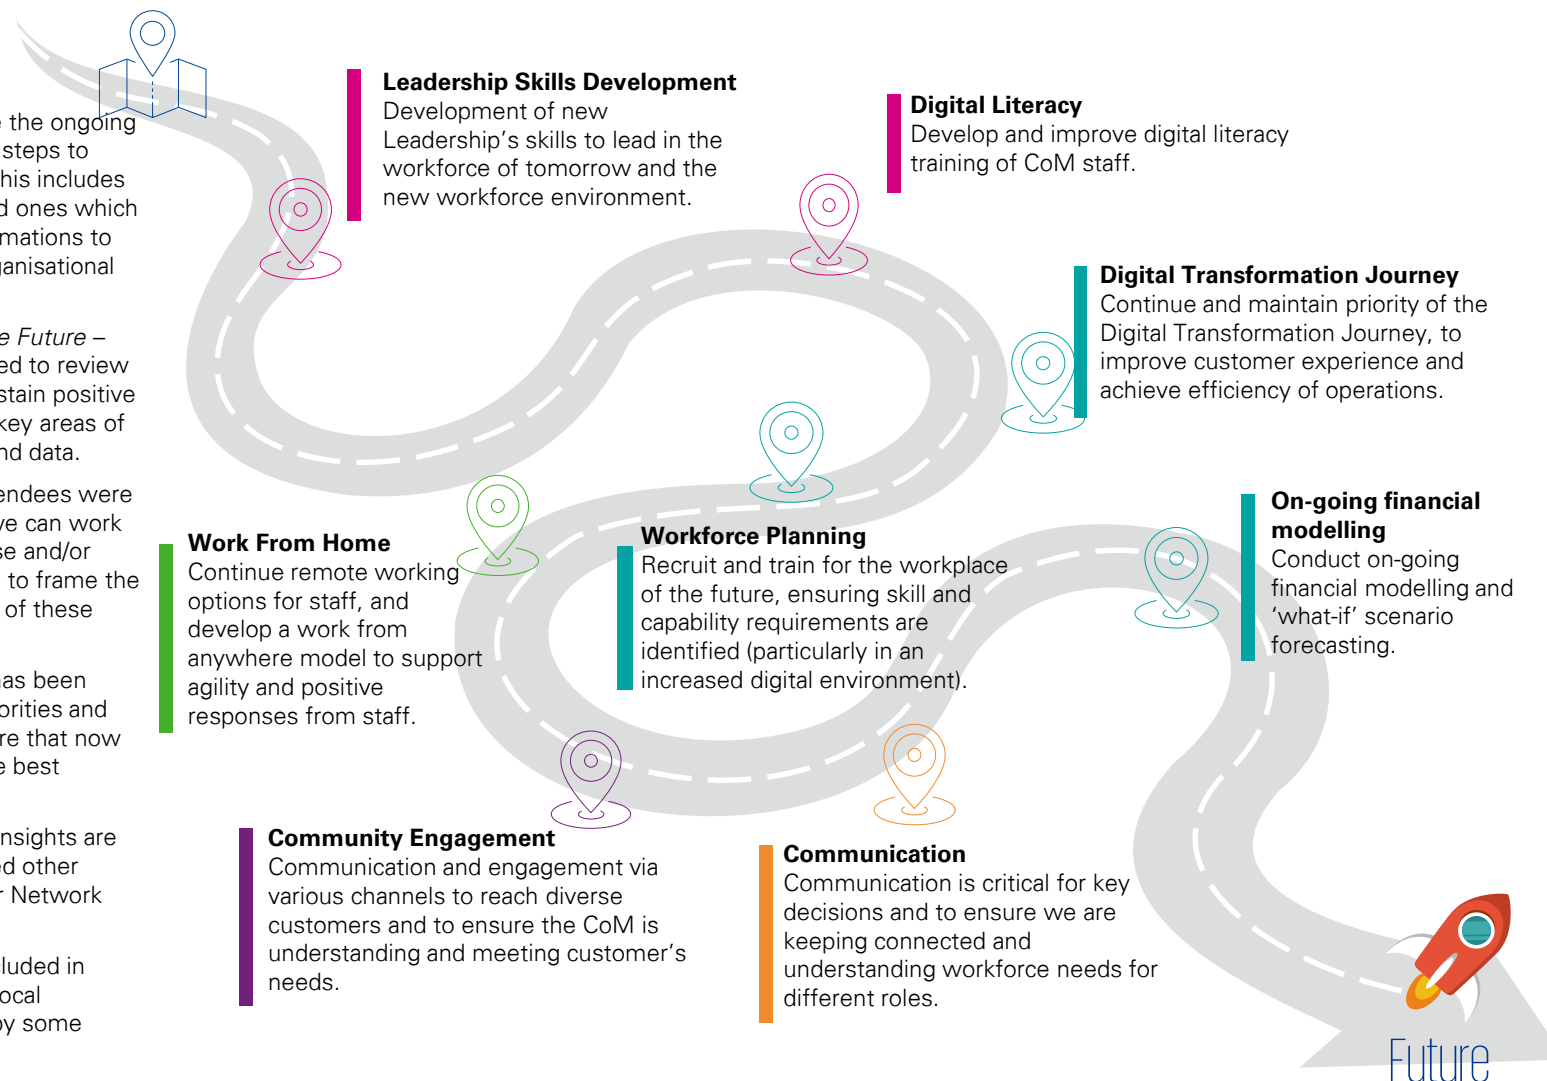 e the ongoing
steps to
his includes
d ones which
mations to
ganisational
e Future –
ed to review
stain positive
key areas of
nd data.
endees were
ve can work
se and/or
to frame the
of these
has been
orities and
re that now
e best
insights are
ed other
r Network
cluded in
ocal
by some
Leadership Skills Development
Development of new
Leadership's skills to lead in the
workforce of tomorrow and the
new workforce environment.
Digital Literacy
Develop and improve digital literacy
training of CoM staff.
Digital Transformation Journey
Continue and maintain priority of the
Digital Transformation Journey, to
improve customer experience and
achieve efficiency of operations.
Work From Home
Continue remote working
options for staff, and
develop a work from
anywhere model to support
agility and positive
responses from staff.
Workforce Planning
Recruit and train for the workplace
of the future, ensuring skill and
capability requirements are
identified (particularly in an
increased digital environment).
On-going financial
modelling
Conduct on-going
financial modelling and
‘what-if’ scenario
forecasting.
Community Engagement
Communication and engagement via
various channels to reach diverse
customers and to ensure the CoM is
understanding and meeting customer's
needs.
Communication
Communication is critical for key
decisions and to ensure we are
keeping connected and
understanding workforce needs for
different roles.
Future